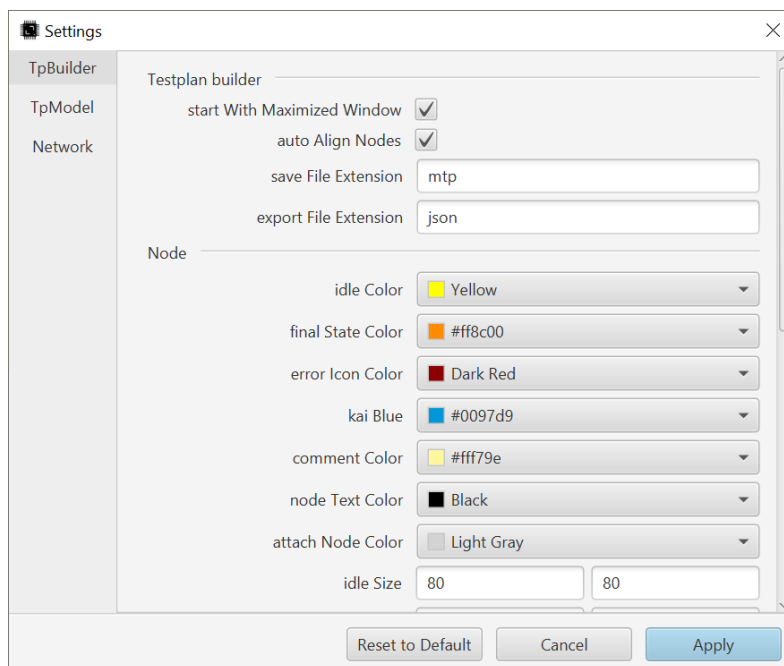 Settings
TpBuilder
TpModel
Network
Testplan builder
start With Maximized Window
auto Align Nodes
save File Extension mtp
export File Extension json
Node
idle Color Yellow
final State Color #ff8c00
error Icon Color Dark Red
kai Blue #0097d9
comment Color #fff79e
node Text Color Black
attach Node Color Light Gray
idle Size 80 80
Reset to Default Cancel Apply